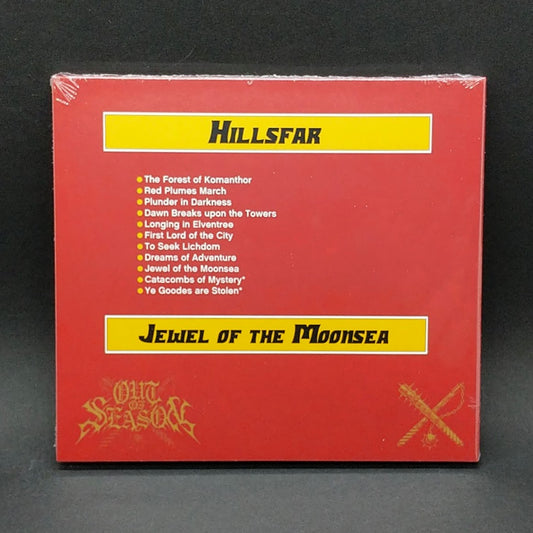 HILLSFAR
The Forest of Komanthor
Red Plumes March
Plunder in Darkness
Dawn Breaks upon the Towers
Longing in Elventree
First Lord of the City
To Seek Lichdom
Dreams of Adventure
Jewel of the Moonsea
Catacombs of Mystery*
Ye Goodes are Stolen*
JEWEL OF THE MOONSEA
OUT
OF
SEASON